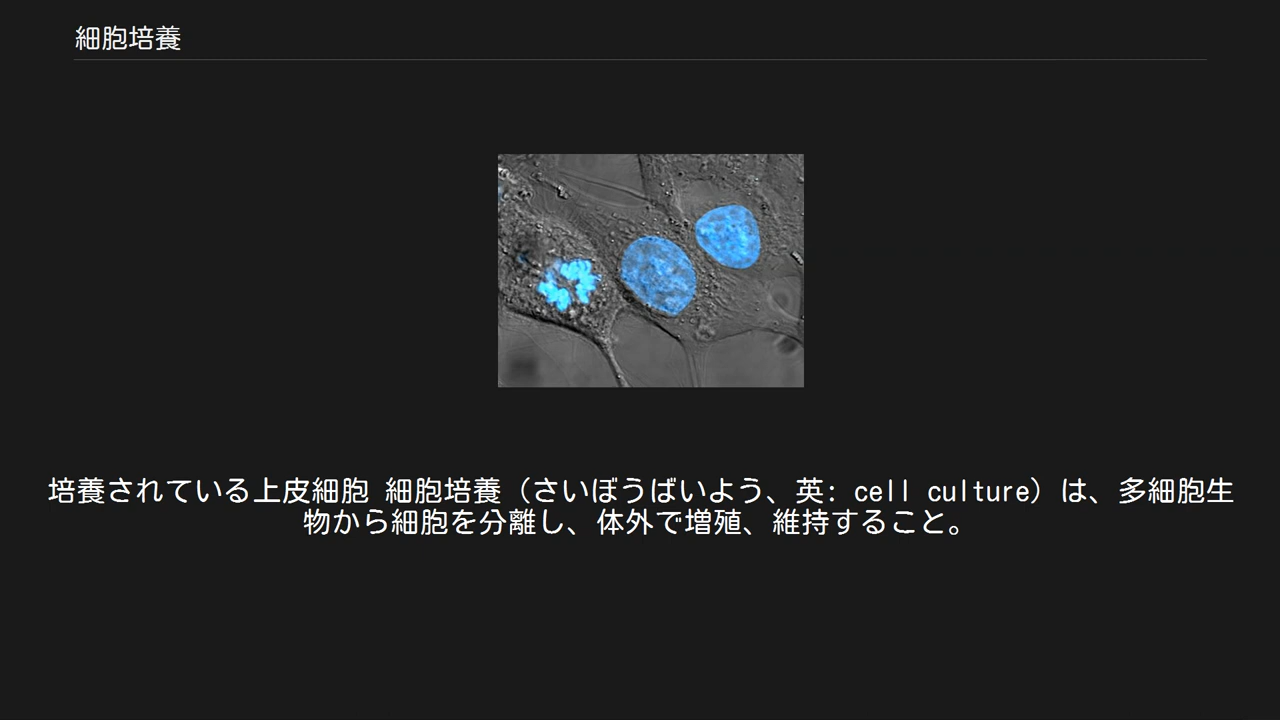 細胞培養
培養されている上皮細胞 細胞培養（さいぼうばいよう、英: cell culture）は、多細胞生
物から細胞を分離し、体外で増殖、維持すること。